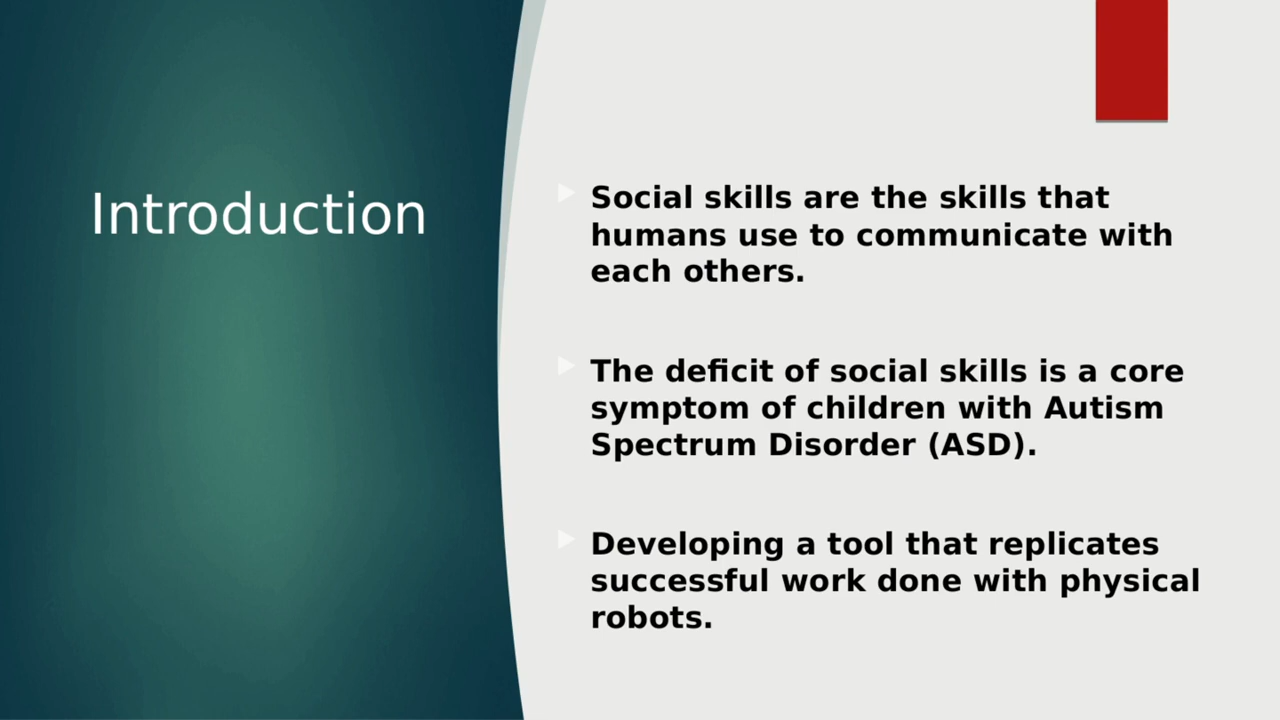 Introduction
Social skills are the skills that
humans use to communicate with
each others.
The deficit of social skills is a core
symptom of children with Autism
Spectrum Disorder (ASD).
Developing a tool that replicates
successful work done with physical
robots.